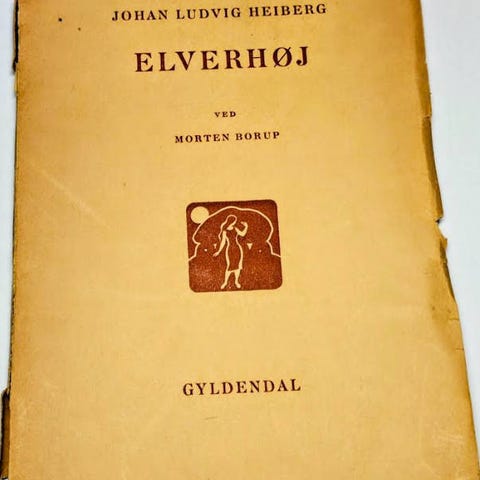 JOHAN LUDVIG HEIBERG
ELVERHØJ
VED
MORTEN BORUP
GYLDENDAL